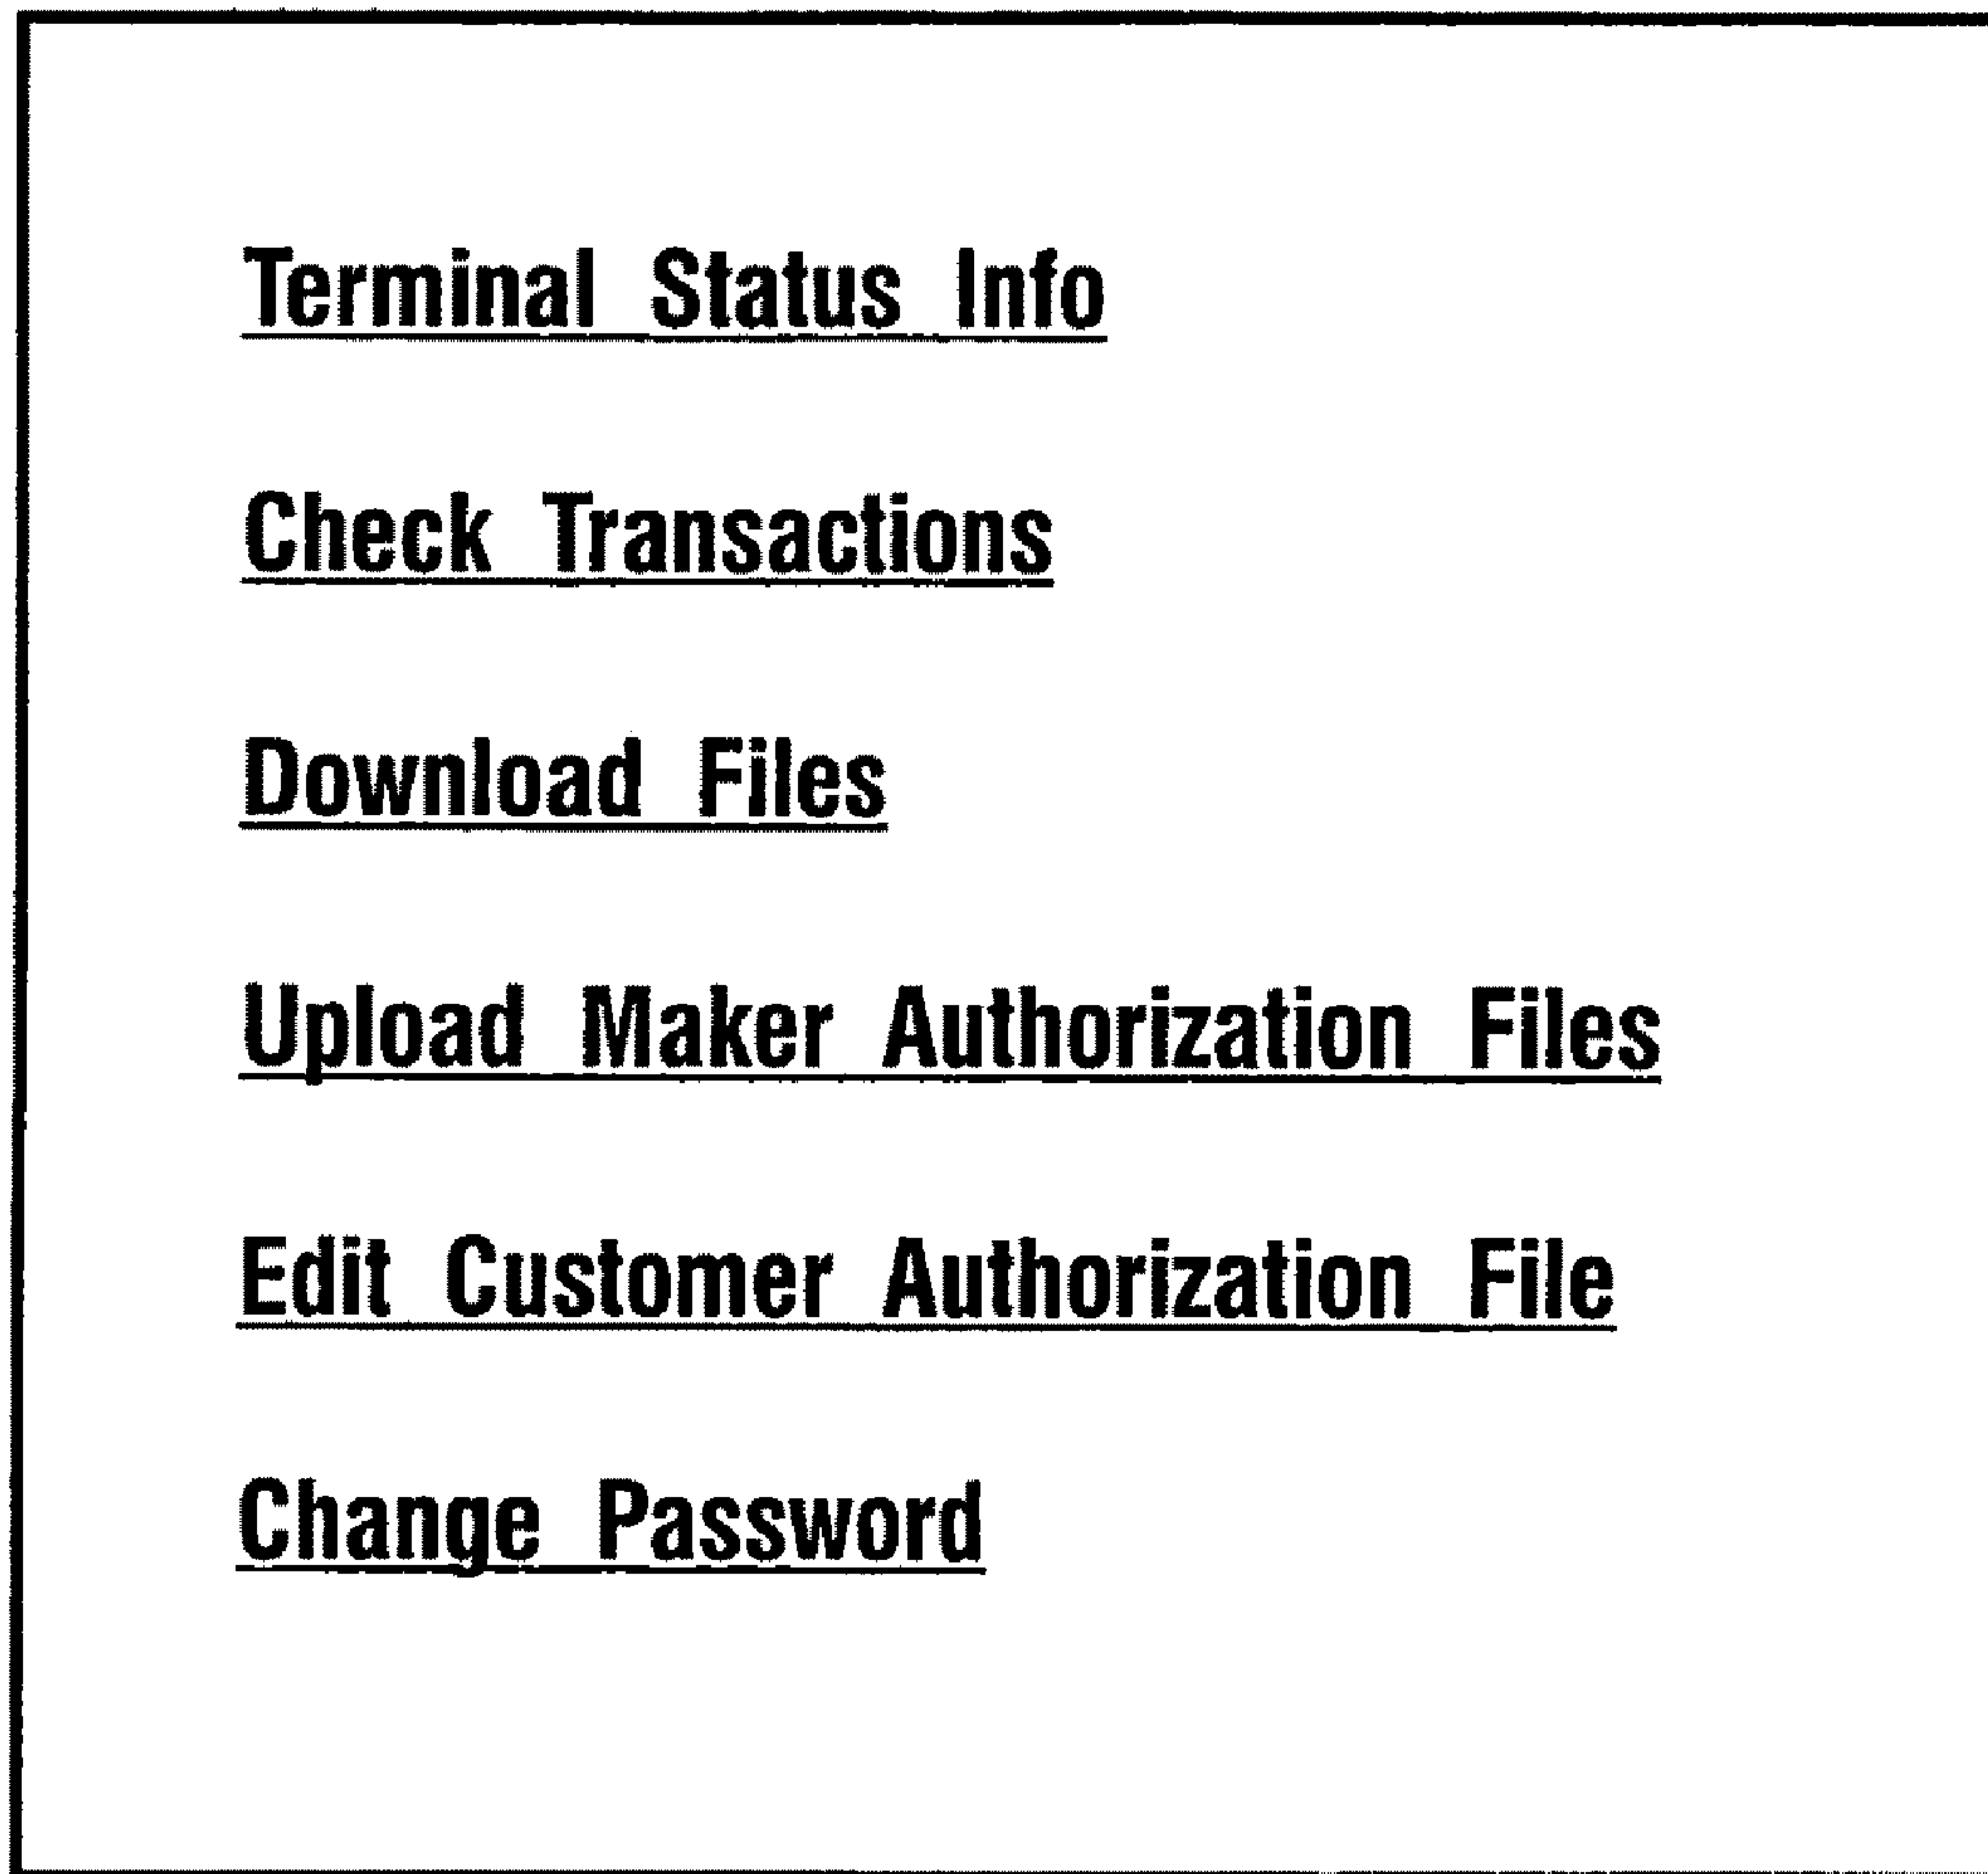 Terminal Status Info
Check Transactions
Download Files
Upload Maker Authorization Files
Edit Customer Authorization File
Change Password